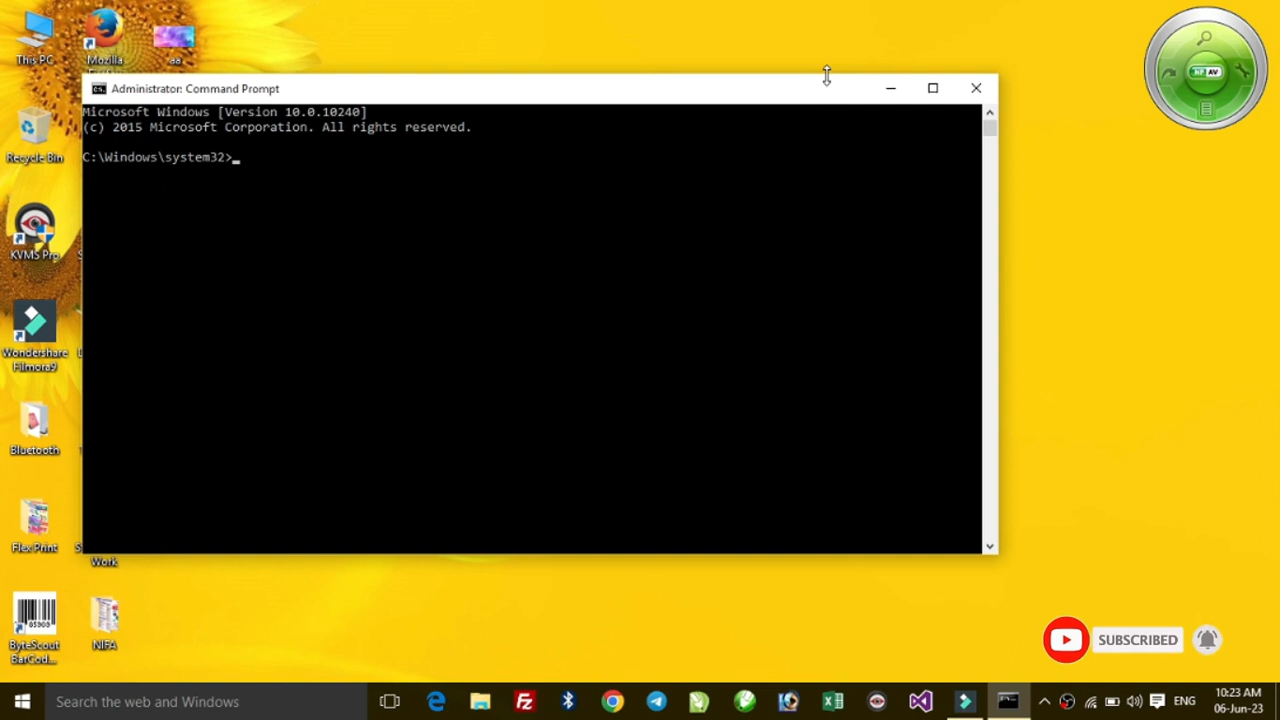 This PC
Mozilla
aa
Administrator: Command Prompt
Microsoft Windows [Version 10.0.10240]
(c) 2015 Microsoft Corporation. All rights reserved.
C:\Windows\system32>
Recycle Bin
KVMS Pro
Wondershare
Filmora9
Bluetooth
Flex Print
Work
ByteScout
BarCod...
NIFA
AV
SUBSCRIBED
Search the web and Windows
ENG
10:23 AM
06-Jun-23